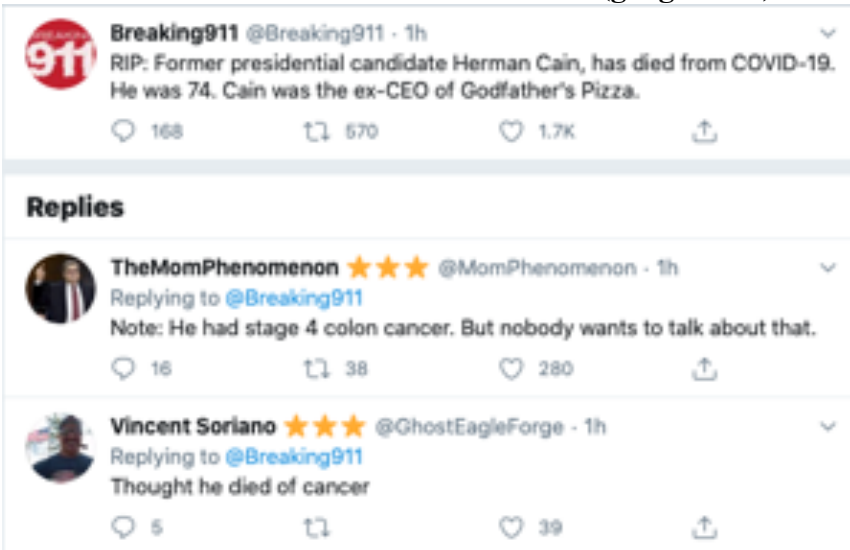 Breaking911 @Breaking911 · 1h
RIP: Former presidential candidate Herman Cain, has died from COVID-19.
He was 74. Cain was the ex-CEO of Godfather's Pizza.
168 570 1.7K
Replies
TheMomPhenomenon ⭐⭐⭐ @MomPhenomenon · 1h
Replying to @Breaking911
Note: He had stage 4 colon cancer. But nobody wants to talk about that.
16 38 280
Vincent Soriano ⭐⭐⭐ @GhostEagleForge · 1h
Replying to @Breaking911
Thought he died of cancer
5 39